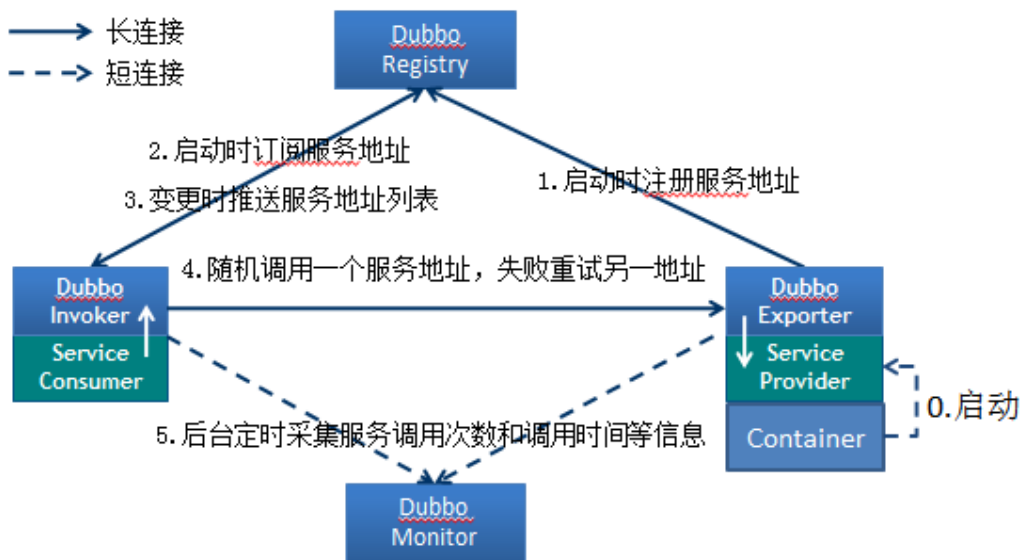 长连接
短连接
Dubbo
Registry
2.启动时订阅服务地址
3.变更时推送服务地址列表
1.启动时注册服务地址
4.随机调用一个服务地址，失败重试另一地址
Dubbo
Invoker
Service
Consumer
Dubbo
Exporter
Service
Provider
Container
0.启动
5.后台定时采集服务调用次数和调用时间等信息
Dubbo
Monitor